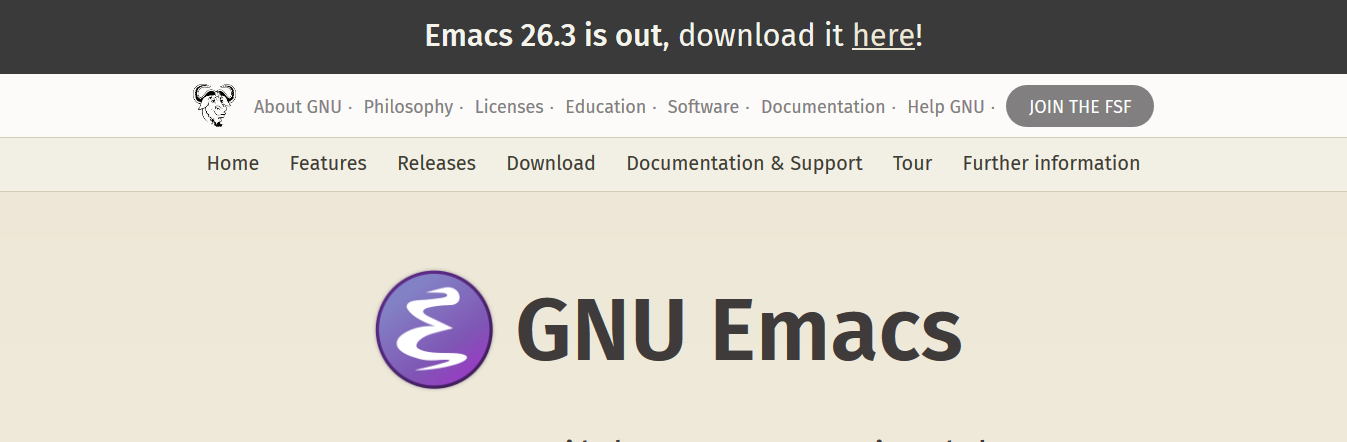 Emacs 26.3 is out, download it here!
About GNU · Philosophy · Licenses · Education · Software · Documentation · Help GNU · JOIN THE FSF
Home Features Releases Download Documentation & Support Tour Further information
GNU Emacs